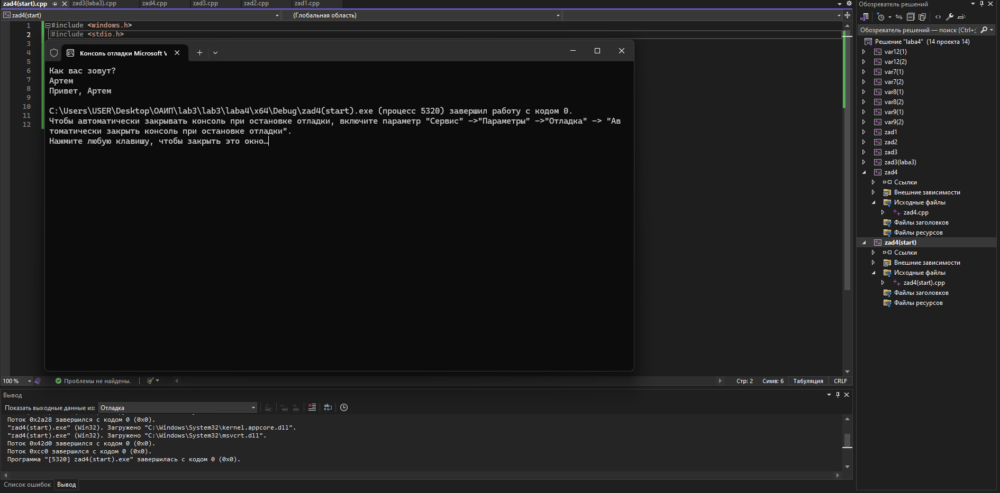 zad4(start).cpp zad3(laba3).cpp zad4.cpp zad3.cpp zad2.cpp zad1.cpp
zad4(start) (Глобальная область)
1 #include <windows.h>
2 #include <stdio.h>
3
4
5
6
7
8
9
10
11
12
Консоль отладки Microsoft V
Как вас зовут?
Артем
Привет, Артем
C:\Users\USER\Desktop\ОАИП\lab3\lab3\laba4\x64\Debug\zad4(start).exe (процесс 5320) завершил работу с кодом 0.
Чтобы автоматически закрывать консоль при остановке отладки, включите параметр "Сервис" ->"Параметры" ->"Отладка" -> "Ав
томатически закрыть консоль при остановке отладки".
Нажмите любую клавишу, чтобы закрыть это окно…
100 % Проблемы не найдены. Стр: 2 Симв: 6 Табуляция CRLF
Вывод
Показать выходные данные из: Отладка
Поток 0x2a28 завершился с кодом 0 (0x0).
"zad4(start).exe" (Win32). Загружено "C:\Windows\System32\kernel.appcore.dll".
"zad4(start).exe" (Win32). Загружено "C:\Windows\System32\msvcrt.dll".
Поток 0x42d0 завершился с кодом 0 (0x0).
Поток 0xcc0 завершился с кодом 0 (0x0).
Программа "[5320] zad4(start).exe" завершилась с кодом 0 (0x0).
Список ошибок Вывод
Обозреватель решений
Обозреватель решений — поиск (Ctrl+;
Решение "laba4" (14 проекта 14)
var12(1)
var12(2)
var7(1)
var7(2)
var8(1)
var8(2)
var9(1)
var9(2)
zad1
zad2
zad3
zad3(laba3)
zad4
Ссылки
Внешние зависимости
Исходные файлы
zad4.cpp
Файлы заголовков
Файлы ресурсов
zad4(start)
Ссылки
Внешние зависимости
Исходные файлы
zad4(start).cpp
Файлы заголовков
Файлы ресурсов